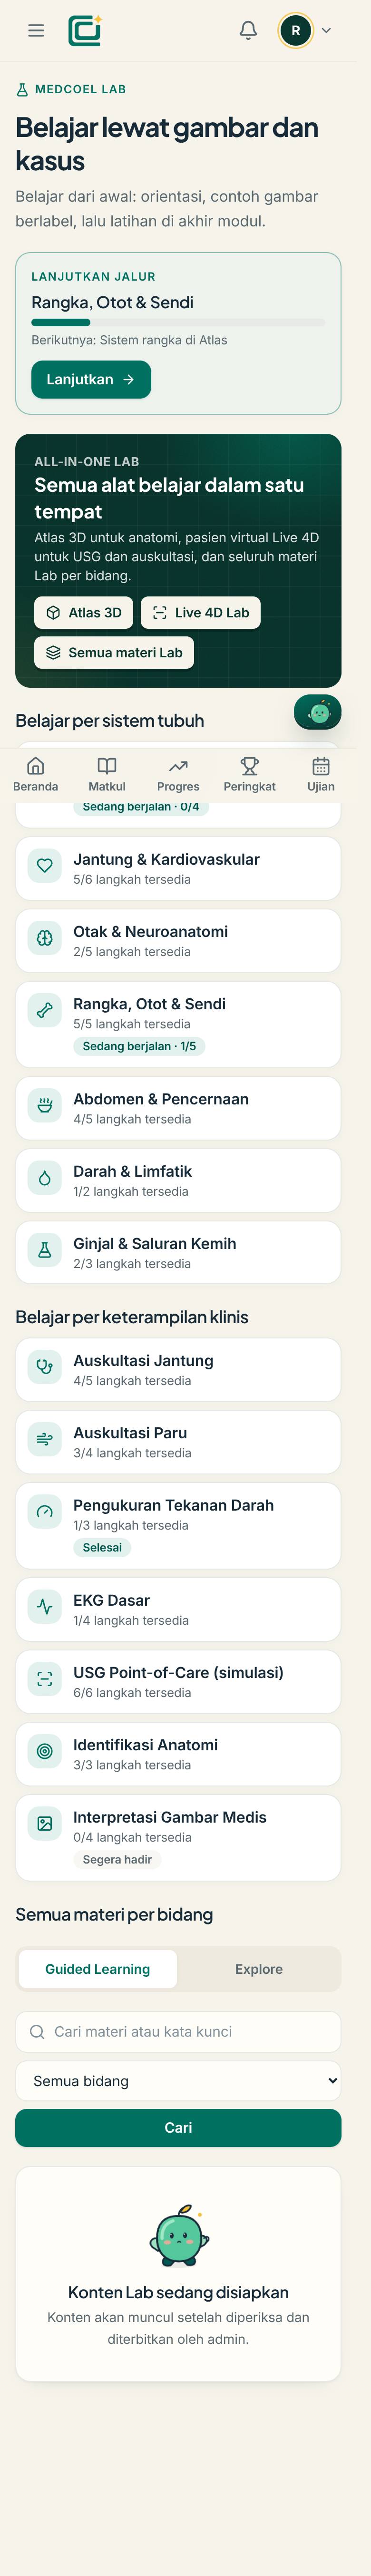 R
MEDCOEL LAB
Belajar lewat gambar dan
kasus
Belajar dari awal: orientasi, contoh gambar
berlabel, lalu latihan di akhir modul.
LANJUTKAN JALUR
Rangka, Otot & Sendi
Berikutnya: Sistem rangka di Atlas
Lanjutkan →
ALL-IN-ONE LAB
Semua alat belajar dalam satu
tempat
Atlas 3D untuk anatomi, pasien virtual Live 4D
untuk USG dan auskultasi, dan seluruh materi
Lab per bidang.
Atlas 3D
Live 4D Lab
Semua materi Lab
Belajar per sistem tubuh
Beranda
Matkul
Progres
Peringkat
Ujian
Sedang berjalan · 0/4
Jantung & Kardiovaskular
5/6 langkah tersedia
Otak & Neuroanatomi
2/5 langkah tersedia
Rangka, Otot & Sendi
5/5 langkah tersedia
Sedang berjalan · 1/5
Abdomen & Pencernaan
4/5 langkah tersedia
Darah & Limfatik
1/2 langkah tersedia
Ginjal & Saluran Kemih
2/3 langkah tersedia
Belajar per keterampilan klinis
Auskultasi Jantung
4/5 langkah tersedia
Auskultasi Paru
3/4 langkah tersedia
Pengukuran Tekanan Darah
1/3 langkah tersedia
Selesai
EKG Dasar
1/4 langkah tersedia
USG Point-of-Care (simulasi)
6/6 langkah tersedia
Identifikasi Anatomi
3/3 langkah tersedia
Interpretasi Gambar Medis
0/4 langkah tersedia
Segera hadir
Semua materi per bidang
Guided Learning
Explore
Cari materi atau kata kunci
Semua bidang
Cari
Konten Lab sedang disiapkan
Konten akan muncul setelah diperiksa dan
diterbitkan oleh admin.